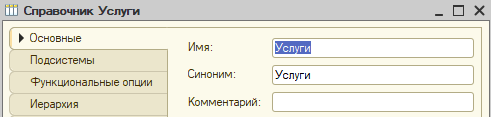 Справочник Услуги
Основные
Подсистемы
Функциональные опции
Иерархия
Имя: Услуги
Синоним: Услуги
Комментарий: